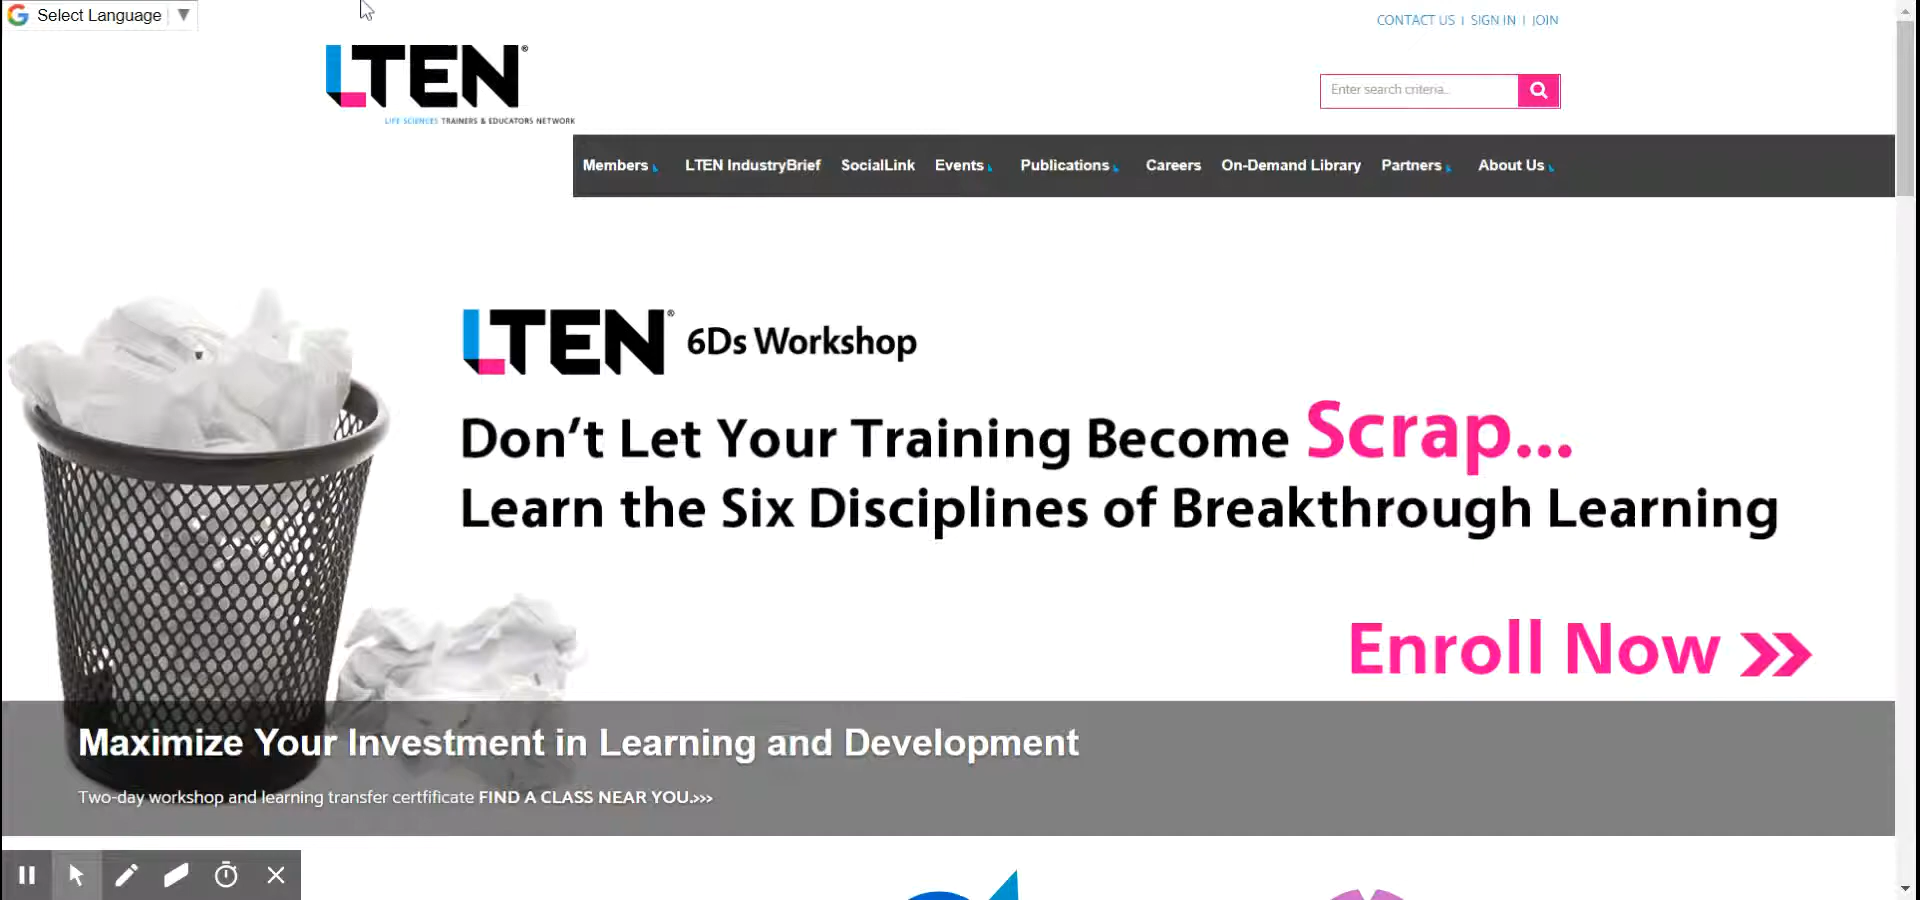 Select Language ▼
CONTACT US | SIGN IN | JOIN
LTEN®
LIFE SCIENCES TRAINERS & EDUCATORS NETWORK
Enter search criteria...
Members LTEN IndustryBrief SocialLink Events Publications Careers On-Demand Library Partners About Us
LTEN® 6Ds Workshop
Don't Let Your Training Become Scrap...
Learn the Six Disciplines of Breakthrough Learning
Enroll Now »
Maximize Your Investment in Learning and Development
Two-day workshop and learning transfer certfificate FIND A CLASS NEAR YOU.>>>